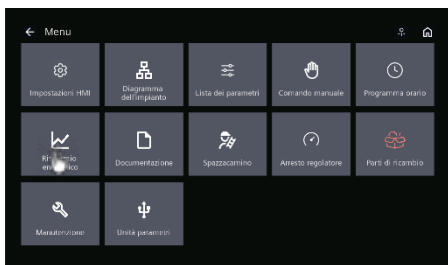 Menu
Impostazioni HMI
Diagramma
dell'impianto
Lista dei parametri
Comando manuale
Programma orario
Documentazione
Spazzacamino
Arresto regolatore
Parti di ricambio
Manutenzione
Unità parametri